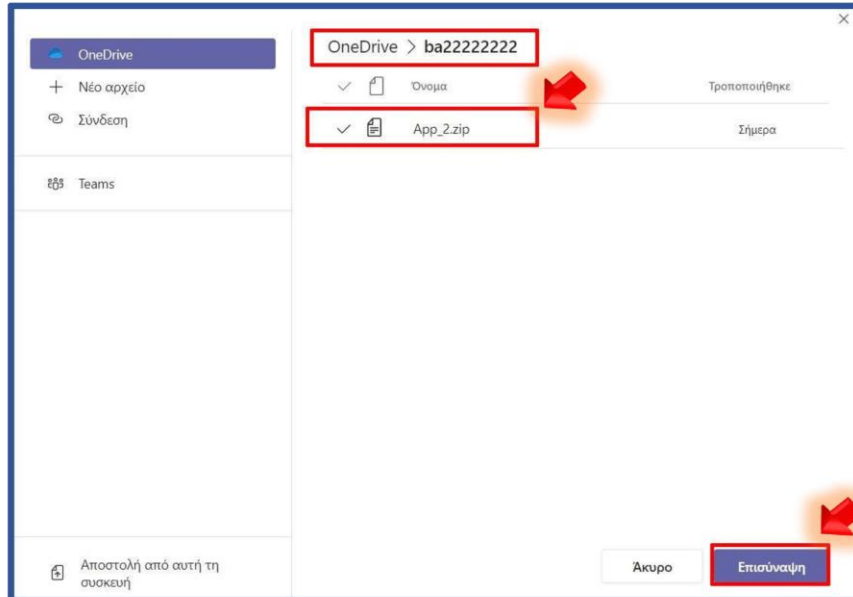 OneDrive
Νέο αρχείο
Σύνδεση
Teams
Αποστολή από αυτή τη
συσκευή
OneDrive > ba22222222
Όνομα Τροποποιήθηκε
App_2.zip Σήμερα
Άκυρο Επισύναψη